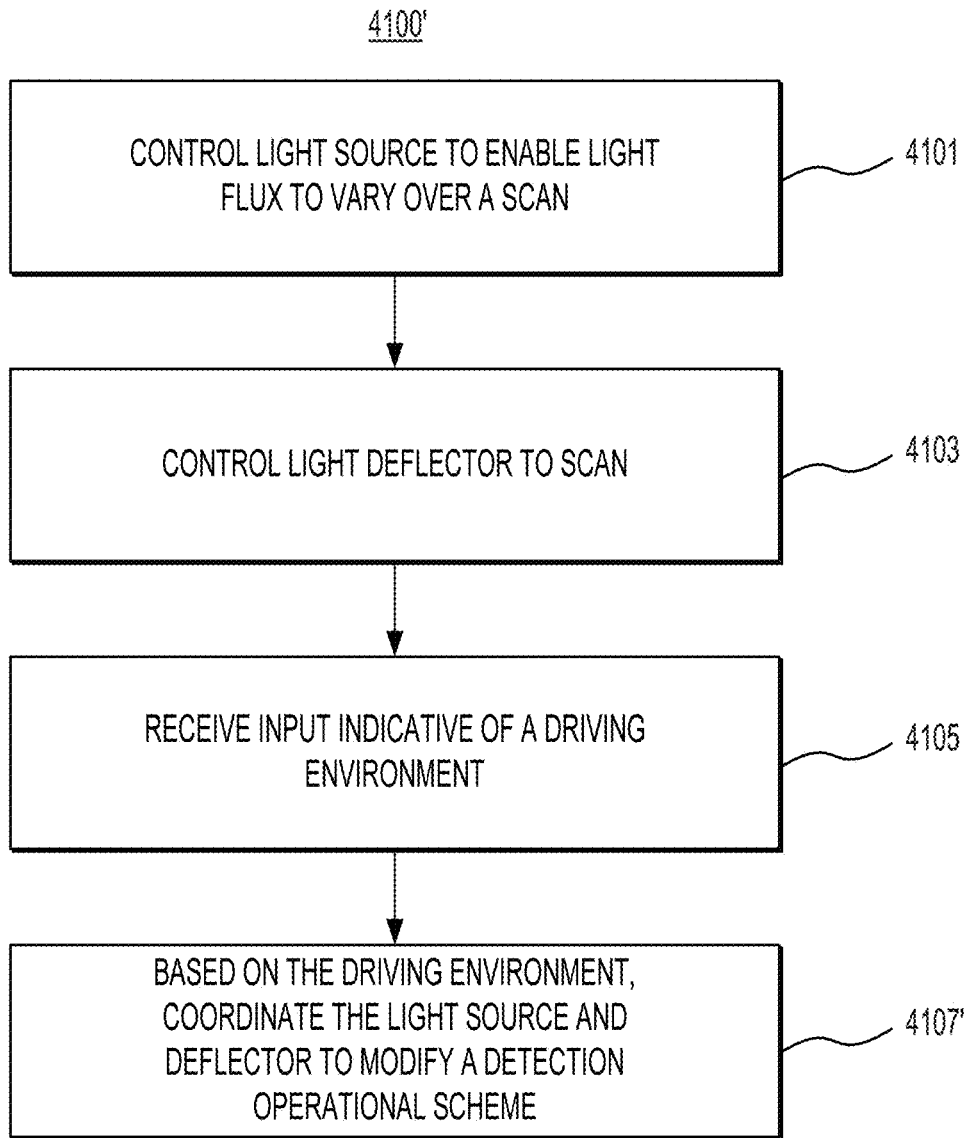 4100'
CONTROL LIGHT SOURCE TO ENABLE LIGHT
FLUX TO VARY OVER A SCAN
4101
CONTROL LIGHT DEFLECTOR TO SCAN
4103
RECEIVE INPUT INDICATIVE OF A DRIVING
ENVIRONMENT
4105
BASED ON THE DRIVING ENVIRONMENT,
COORDINATE THE LIGHT SOURCE AND
DEFLECTOR TO MODIFY A DETECTION
OPERATIONAL SCHEME
4107'